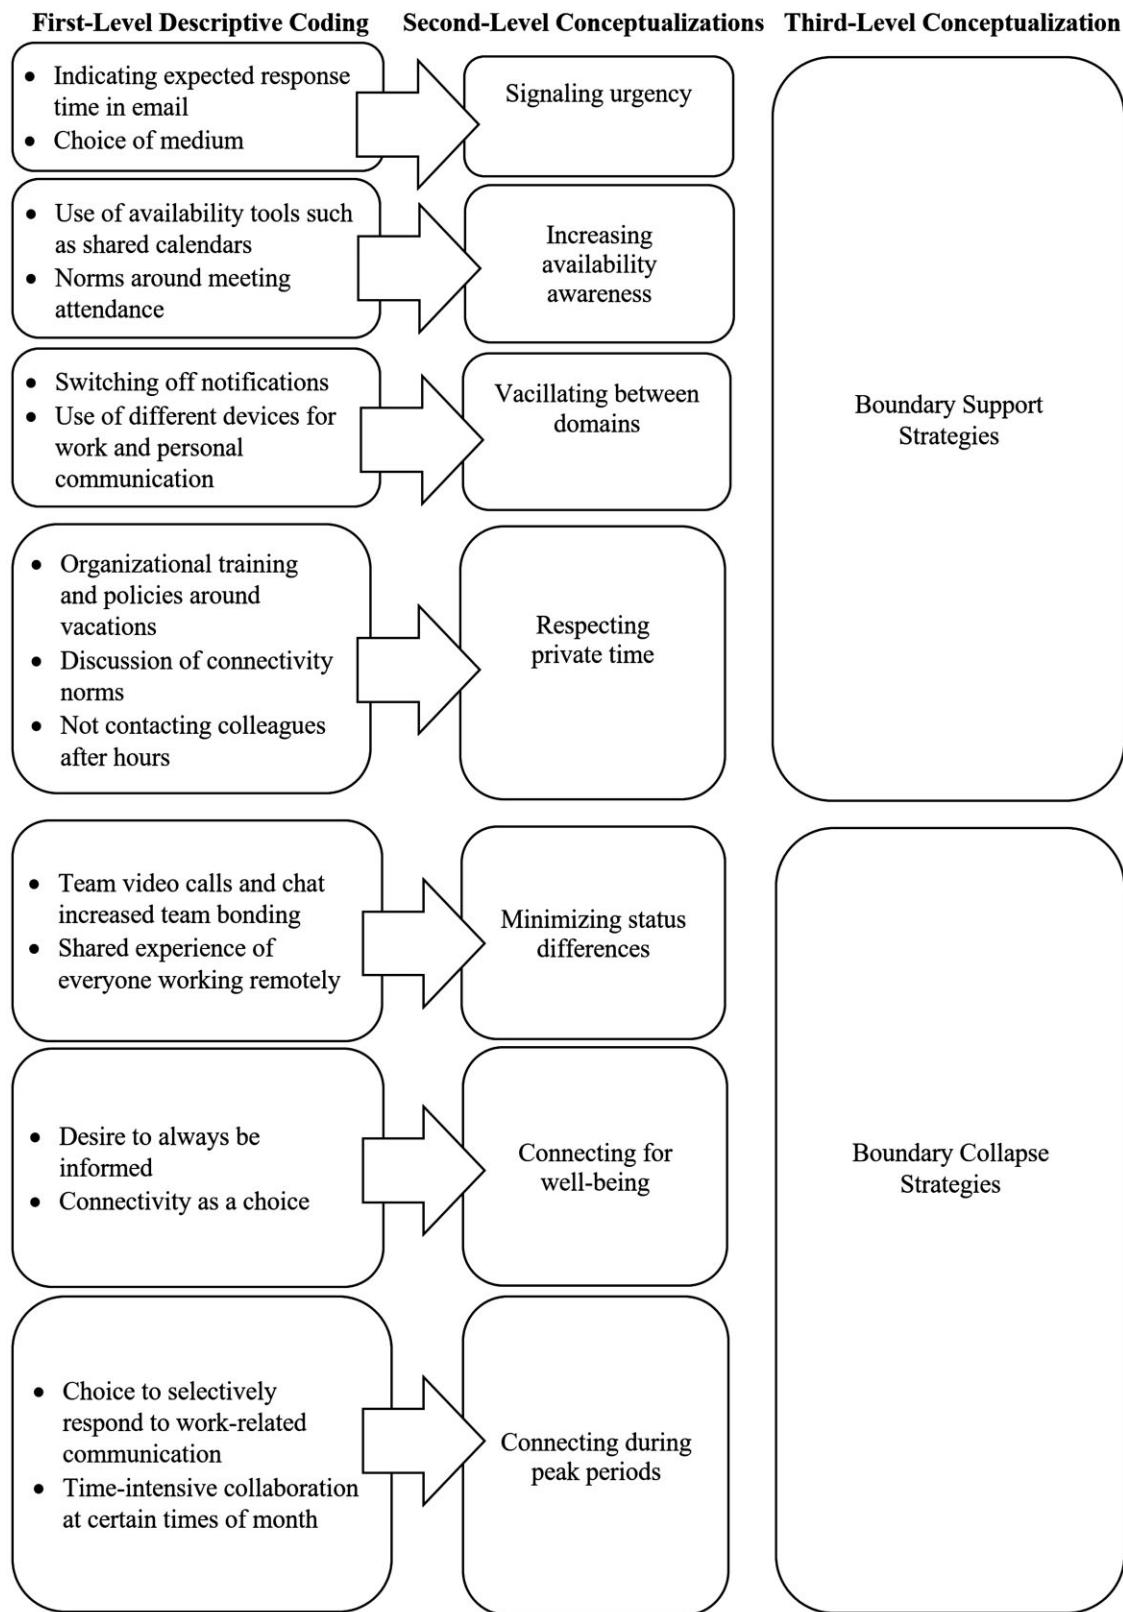 First-Level Descriptive Coding
Second-Level Conceptualizations
Third-Level Conceptualization
• Indicating expected response
time in email
• Choice of medium
Signaling urgency
• Use of availability tools such
as shared calendars
• Norms around meeting
attendance
Increasing
availability
awareness
• Switching off notifications
• Use of different devices for
work and personal
communication
Vacillating between
domains
Boundary Support
Strategies
• Organizational training
and policies around
vacations
• Discussion of connectivity
norms
• Not contacting colleagues
after hours
Respecting
private time
• Team video calls and chat
increased team bonding
• Shared experience of
everyone working remotely
Minimizing status
differences
• Desire to always be
informed
• Connectivity as a choice
Connecting for
well-being
Boundary Collapse
Strategies
• Choice to selectively
respond to work-related
communication
• Time-intensive collaboration
at certain times of month
Connecting during
peak periods